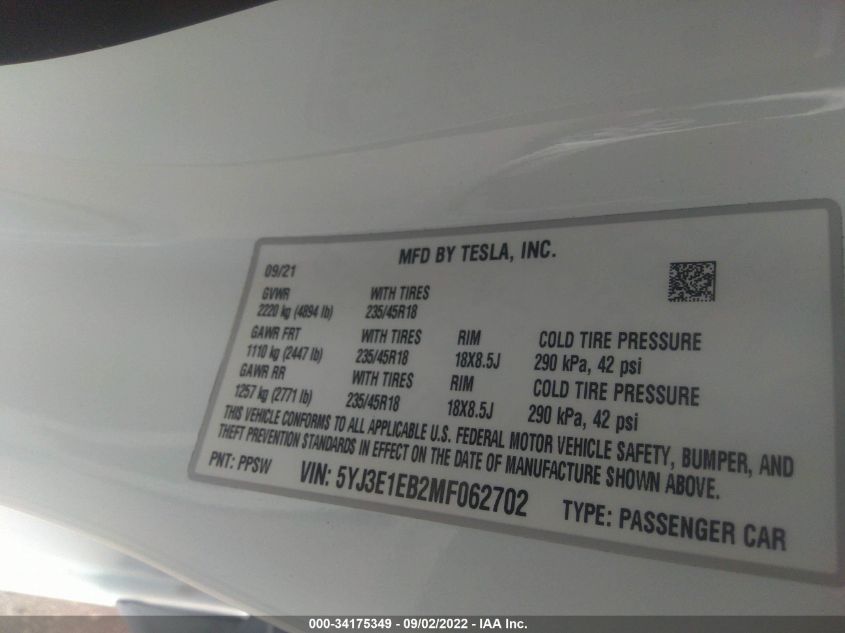 MFD BY TESLA, INC.
09/21
GVWR WITH TIRES
2220 kg (4894 lb) 235/45R18
GAWR FRT WITH TIRES RIM COLD TIRE PRESSURE
1110 kg (2447 lb) 235/45R18 18X8.5J 290 kPa, 42 psi
GAWR RR WITH TIRES RIM COLD TIRE PRESSURE
1257 kg (2771 lb) 235/45R18 18X8.5J 290 kPa, 42 psi
THIS VEHICLE CONFORMS TO ALL APPLICABLE U.S. FEDERAL MOTOR VEHICLE SAFETY, BUMPER, AND
THEFT PREVENTION STANDARDS IN EFFECT ON THE DATE OF MANUFACTURE SHOWN ABOVE.
PNT: PPSW VIN: 5YJ3E1EB2MF062702 TYPE: PASSENGER CAR
000-34175349 - 09/02/2022 - IAA Inc.